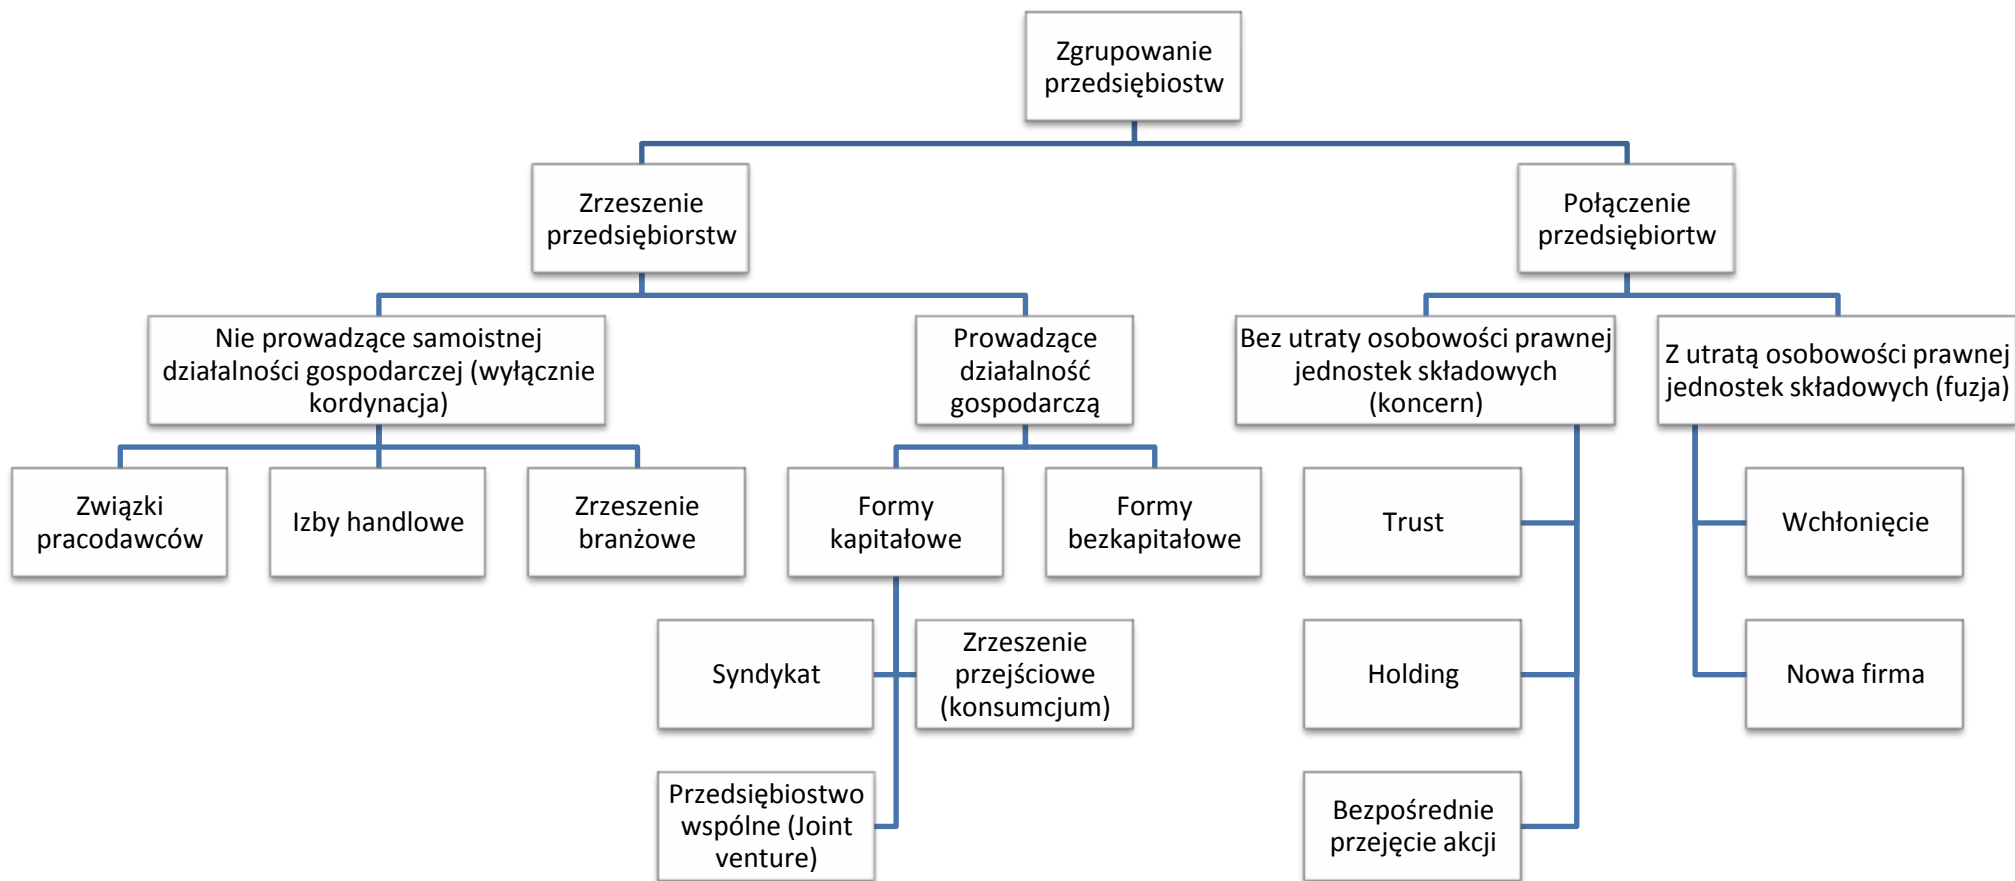 Zgrupowanie
przedsiębiostw
Zrzeszenie
przedsiębiorstw
Połączenie
przedsiębiortw
Nie prowadzące samoistnej
działalności gospodarczej (wyłącznie
kordynacja)
Prowadzące
działalność
gospodarczą
Bez utraty osobowości prawnej
jednostek składowych
(koncern)
Z utratą osobowości prawnej
jednostek składowych (fuzja)
Związki
pracodawców
Izby handlowe
Zrzeszenie
branżowe
Formy
kapitałowe
Formy
bezkapitałowe
Trust
Wchłonięcie
Syndykat
Zrzeszenie
przejściowe
(konsumcjum)
Holding
Nowa firma
Przedsiębiostwo
wspólne (Joint
venture)
Bezpośrednie
przejęcie akcji